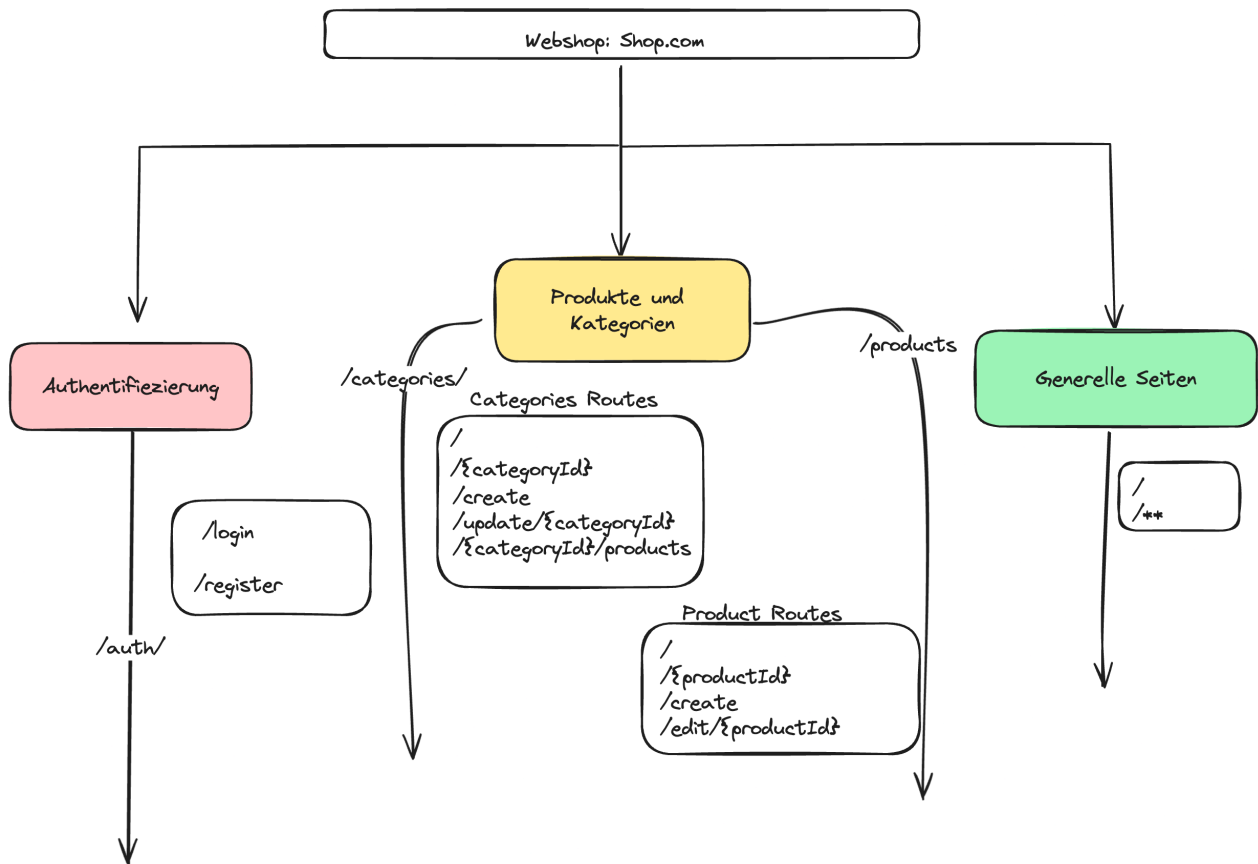 Webshop: Shop.com
Produkte und
Kategorien
/products
Authentifiezierung
/categories/
Generelle Seiten
Categories Routes
/
/{categoryId}
/create
/update/{categoryId}
/{categoryId}/products
/
/**
/login
/register
/auth/
Product Routes
/
/{productId}
/create
/edit/{productId}